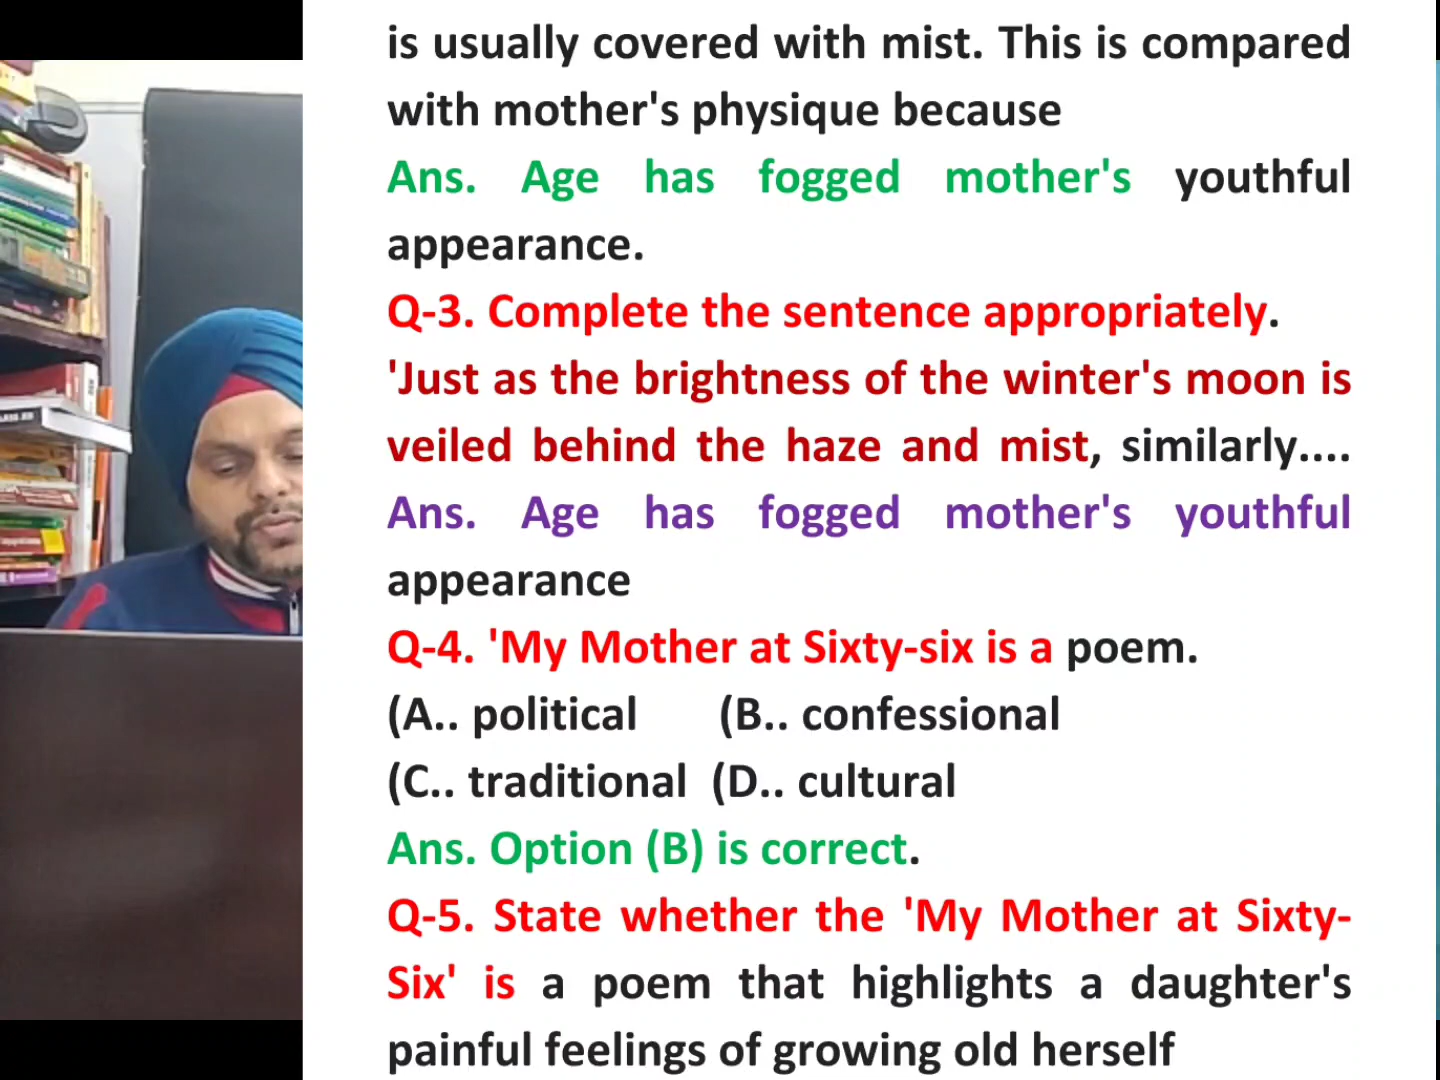 is usually covered with mist. This is compared
with mother's physique because
Ans. Age has fogged mother's youthful
appearance.
Q-3. Complete the sentence appropriately.
'Just as the brightness of the winter's moon is
veiled behind the haze and mist, similarly....
Ans. Age has fogged mother's youthful
appearance
Q-4. 'My Mother at Sixty-six is a poem.
(A.. political (B.. confessional
(C.. traditional (D.. cultural
Ans. Option (B) is correct.
Q-5. State whether the 'My Mother at Sixty-
Six' is a poem that highlights a daughter's
painful feelings of growing old herself